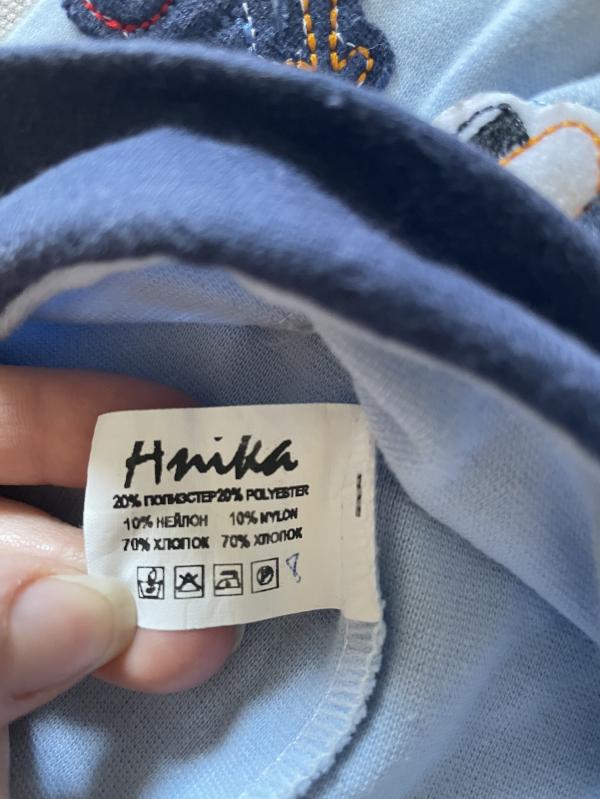 Hnika
20% ПОЛИЭСТЕР 20% POLYESTER
10% НЕЙЛОН 10% NYLON
70% ХЛОПОК 70% ХЛОПОК